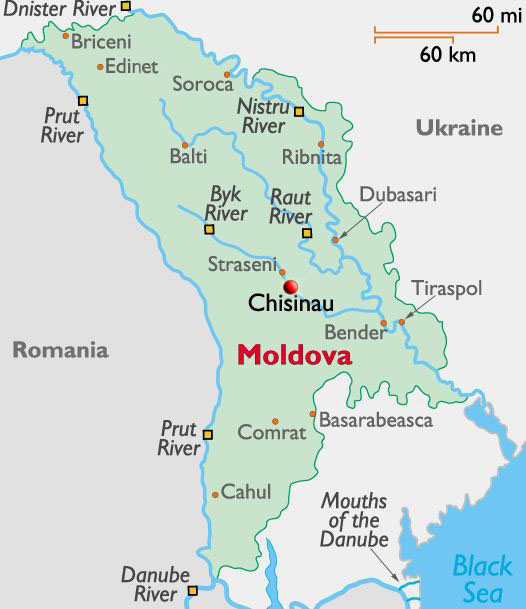 Dnister River
60 mi
60 km
Briceni
Edinet
Soroca
Prut
River
Nistru
River
Ukraine
Balti
Ribnita
Byk
River
Raut
River
Dubasari
Straseni
Chisinau
Tiraspol
Bender
Romania
Moldova
Prut
River
Comrat
Basarabeasca
Cahul
Mouths
of the
Danube
Danube
River
Black
Sea